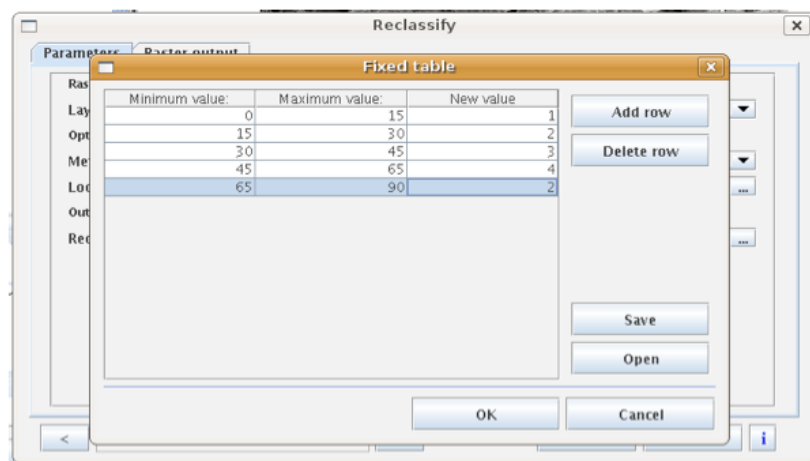 Reclassify
Parameters Raster output
Fixed table
Ras
Lay
Opt
Met
Loo
Out
Rec
Minimum value: Maximum value: New value
0 15 1
15 30 2
30 45 3
45 65 4
65 90 2
Add row
Delete row
Save
Open
OK
Cancel
...
...
<
i